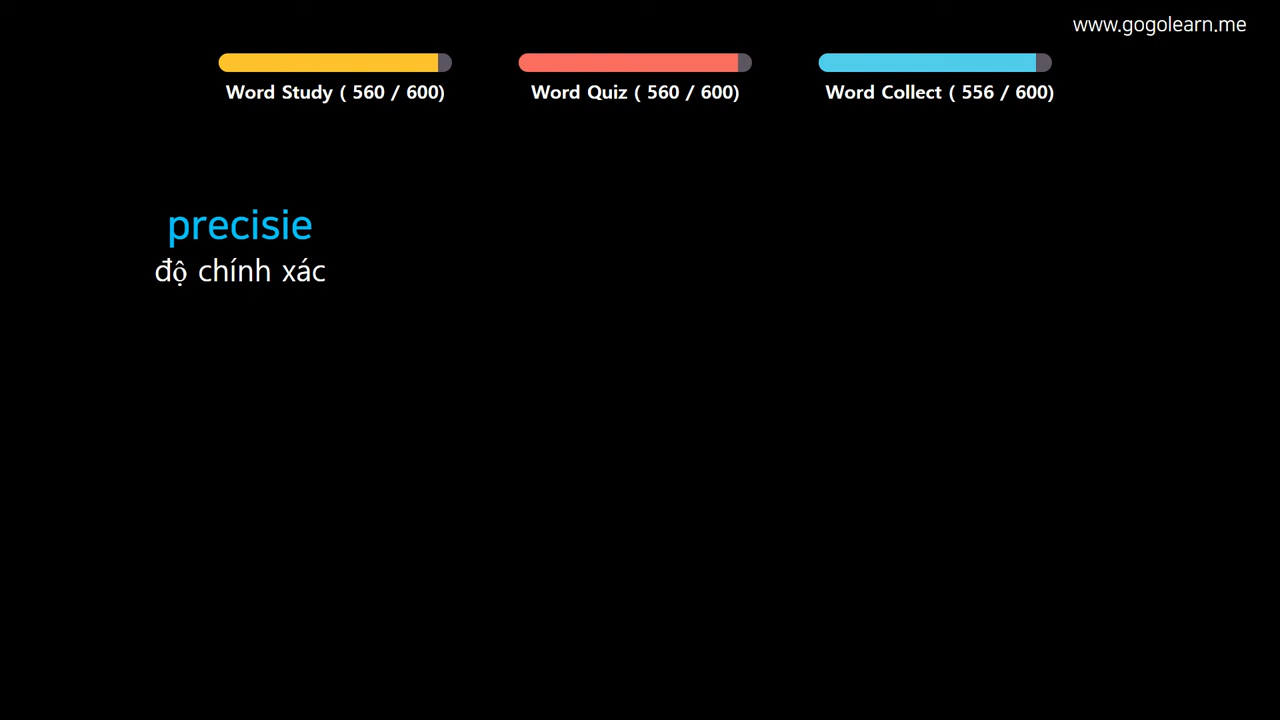 www.gogolearn.me
Word Study ( 560 / 600)
Word Quiz ( 560 / 600)
Word Collect ( 556 / 600)
precisie
độ chính xác